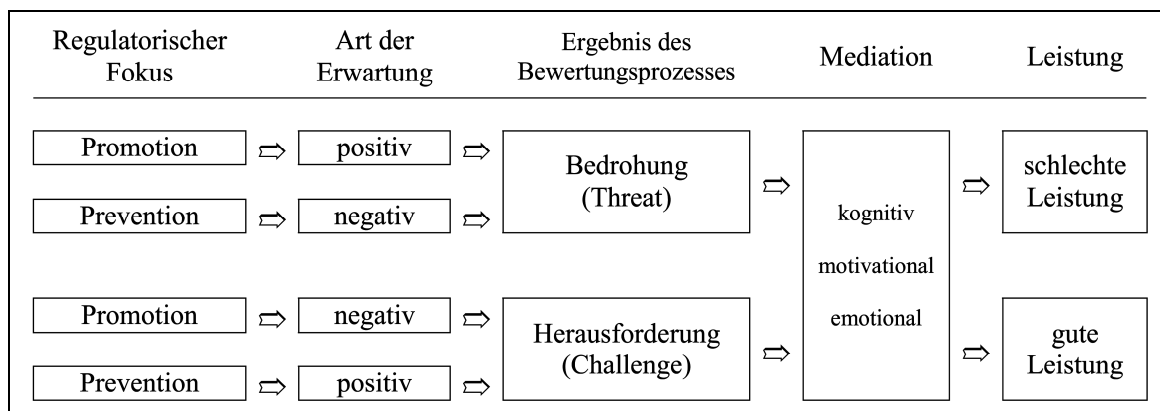 Regulatorischer Fokus
Art der Erwartung
Ergebnis des Bewertungsprozesses
Mediation
Leistung
Promotion
positiv
Prevention
negativ
Bedrohung
(Threat)
Promotion
negativ
Prevention
positiv
Herausforderung
(Challenge)
kognitiv
motivational
emotional
schlechte
Leistung
gute
Leistung